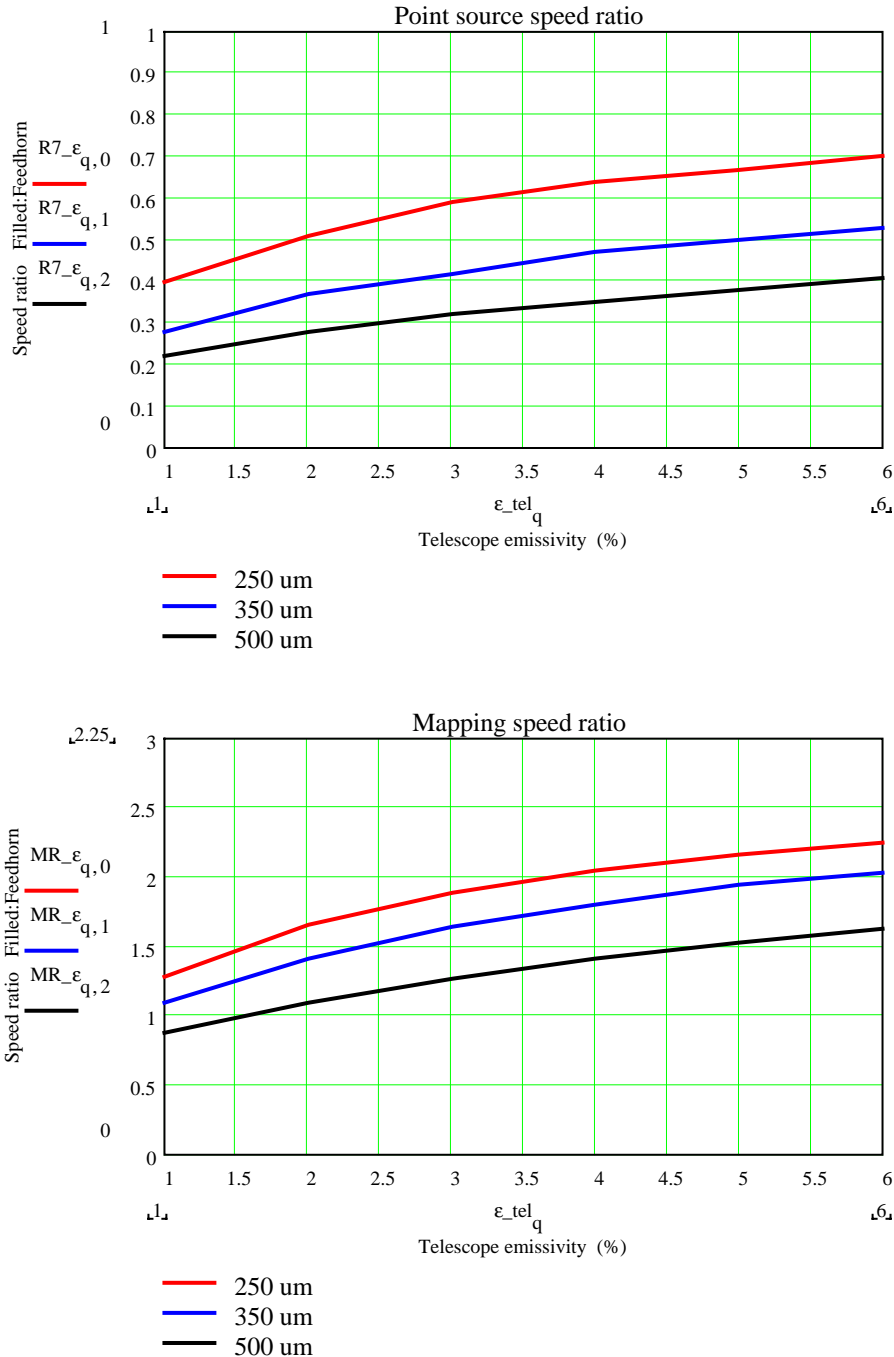 Point source speed ratio
1
1
0.9
0.8
0.7
0.6
0.5
0.4
0.3
0.2
0.1
0
0
Speed ratio Filled:Feedhorn
R7_ε q,0
R7_ε q,1
R7_ε q,2
1 1.5 2 2.5 3 3.5 4 4.5 5 5.5 6
1 ε_tel q 6
Telescope emissivity (%)
250 um
350 um
500 um
Mapping speed ratio
2.25
3
2.5
2
1.5
1
0.5
0
0
Speed ratio Filled:Feedhorn
MR_ε q,0
MR_ε q,1
MR_ε q,2
1 1.5 2 2.5 3 3.5 4 4.5 5 5.5 6
1 ε_tel q 6
Telescope emissivity (%)
250 um
350 um
500 um